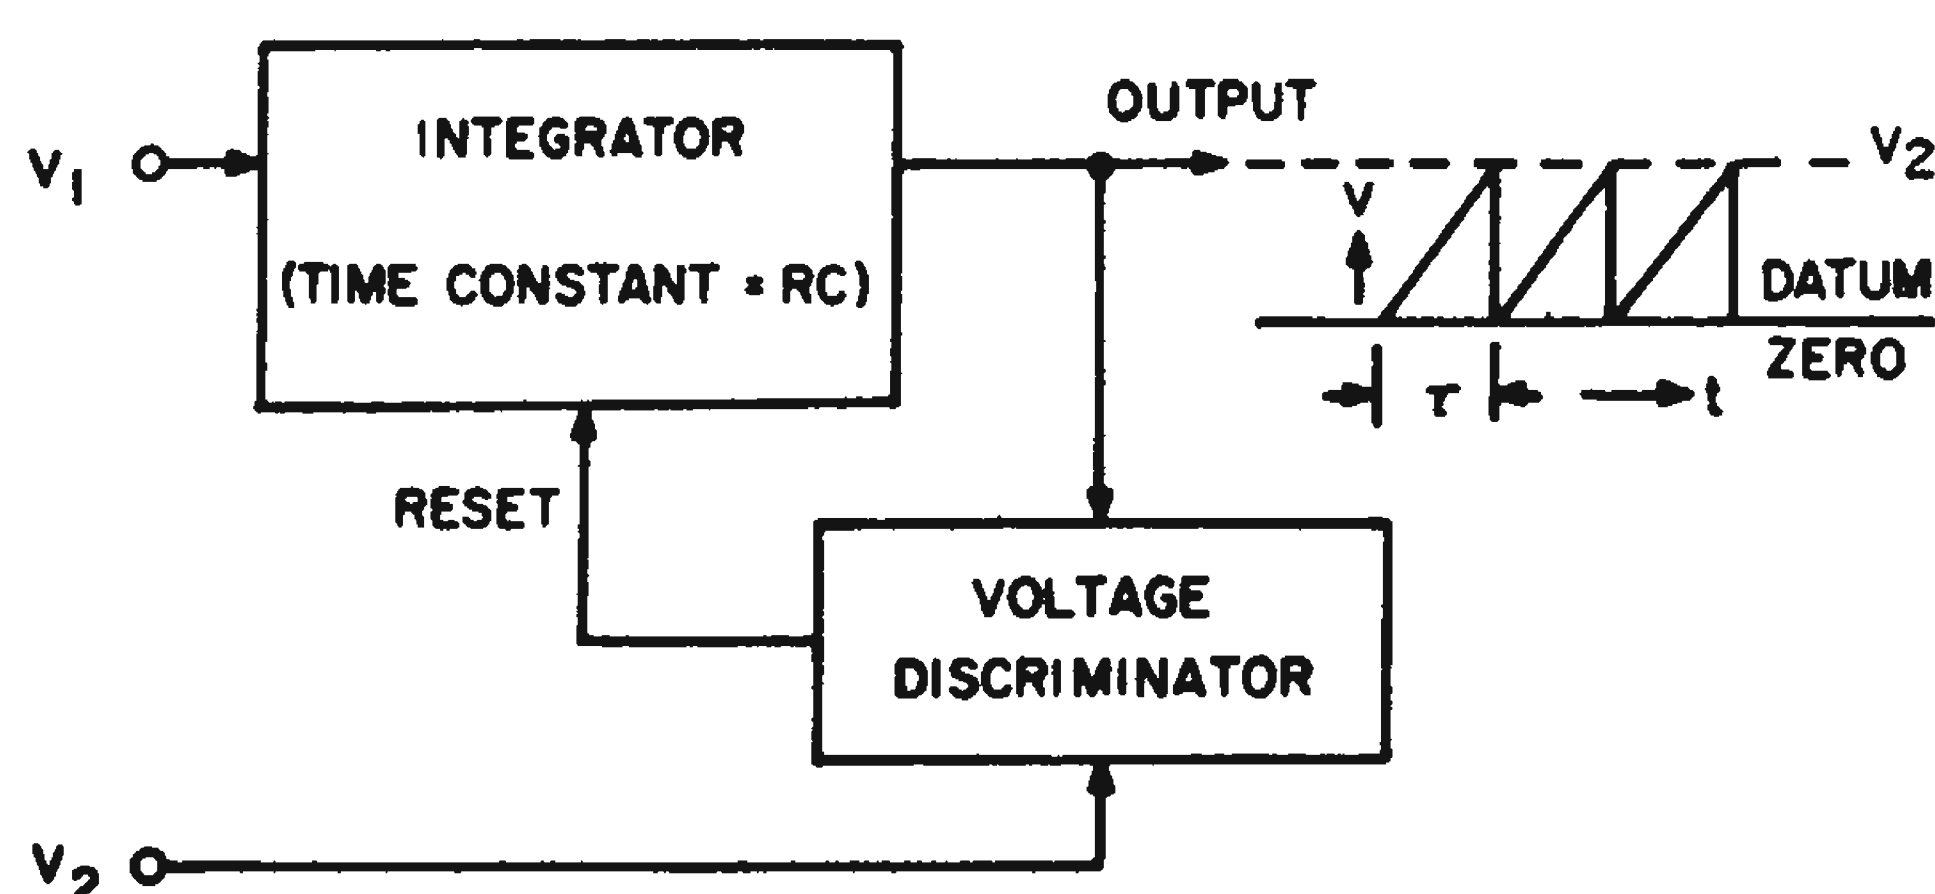 V1
INTEGRATOR
(TIME CONSTANT = RC)
OUTPUT
V2
V
DATUM
ZERO
τ
t
RESET
VOLTAGE
DISCRIMINATOR
V2